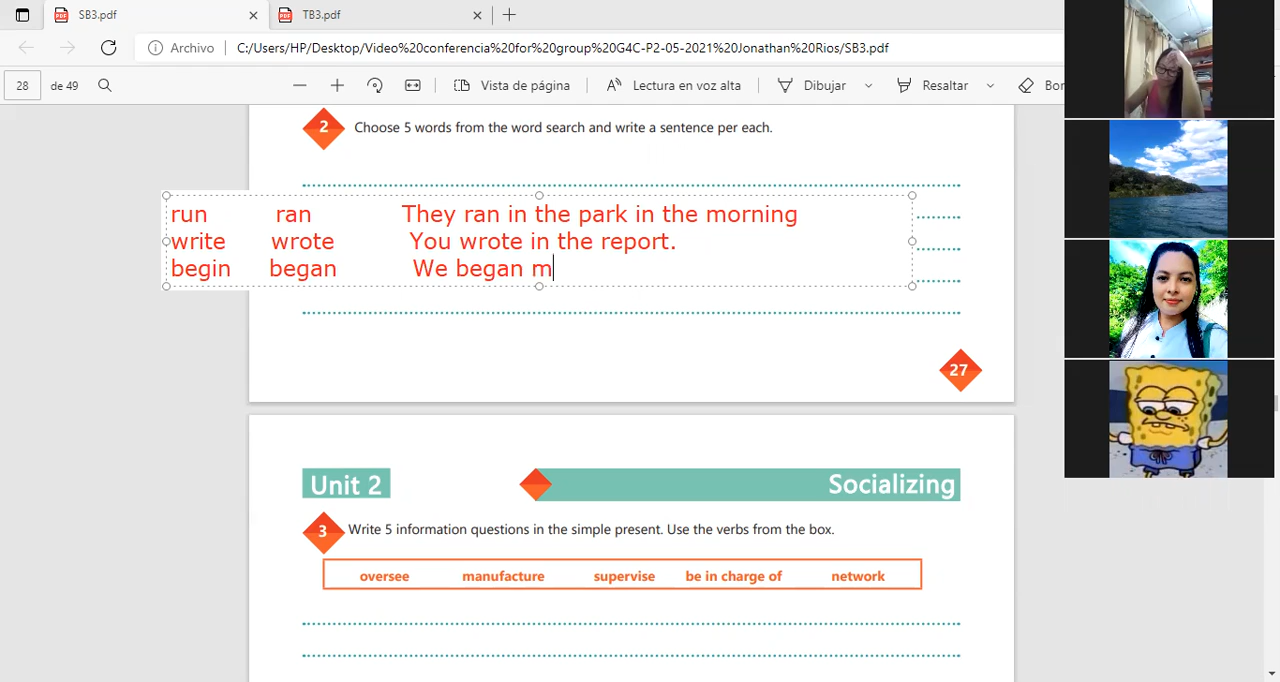 SB3.pdf TB3.pdf
Archivo C:/Users/HP/Desktop/Video%20conferencia%20for%20group%20G4C-P2-05-2021%20Jonathan%20Rios/SB3.pdf
28 de 49 Vista de página Lectura en voz alta Dibujar Resaltar Bor
2 Choose 5 words from the word search and write a sentence per each.
run ran They ran in the park in the morning
write wrote You wrote in the report.
begin began We began m
27
Unit 2 Socializing
3 Write 5 information questions in the simple present. Use the verbs from the box.
oversee manufacture supervise be in charge of network